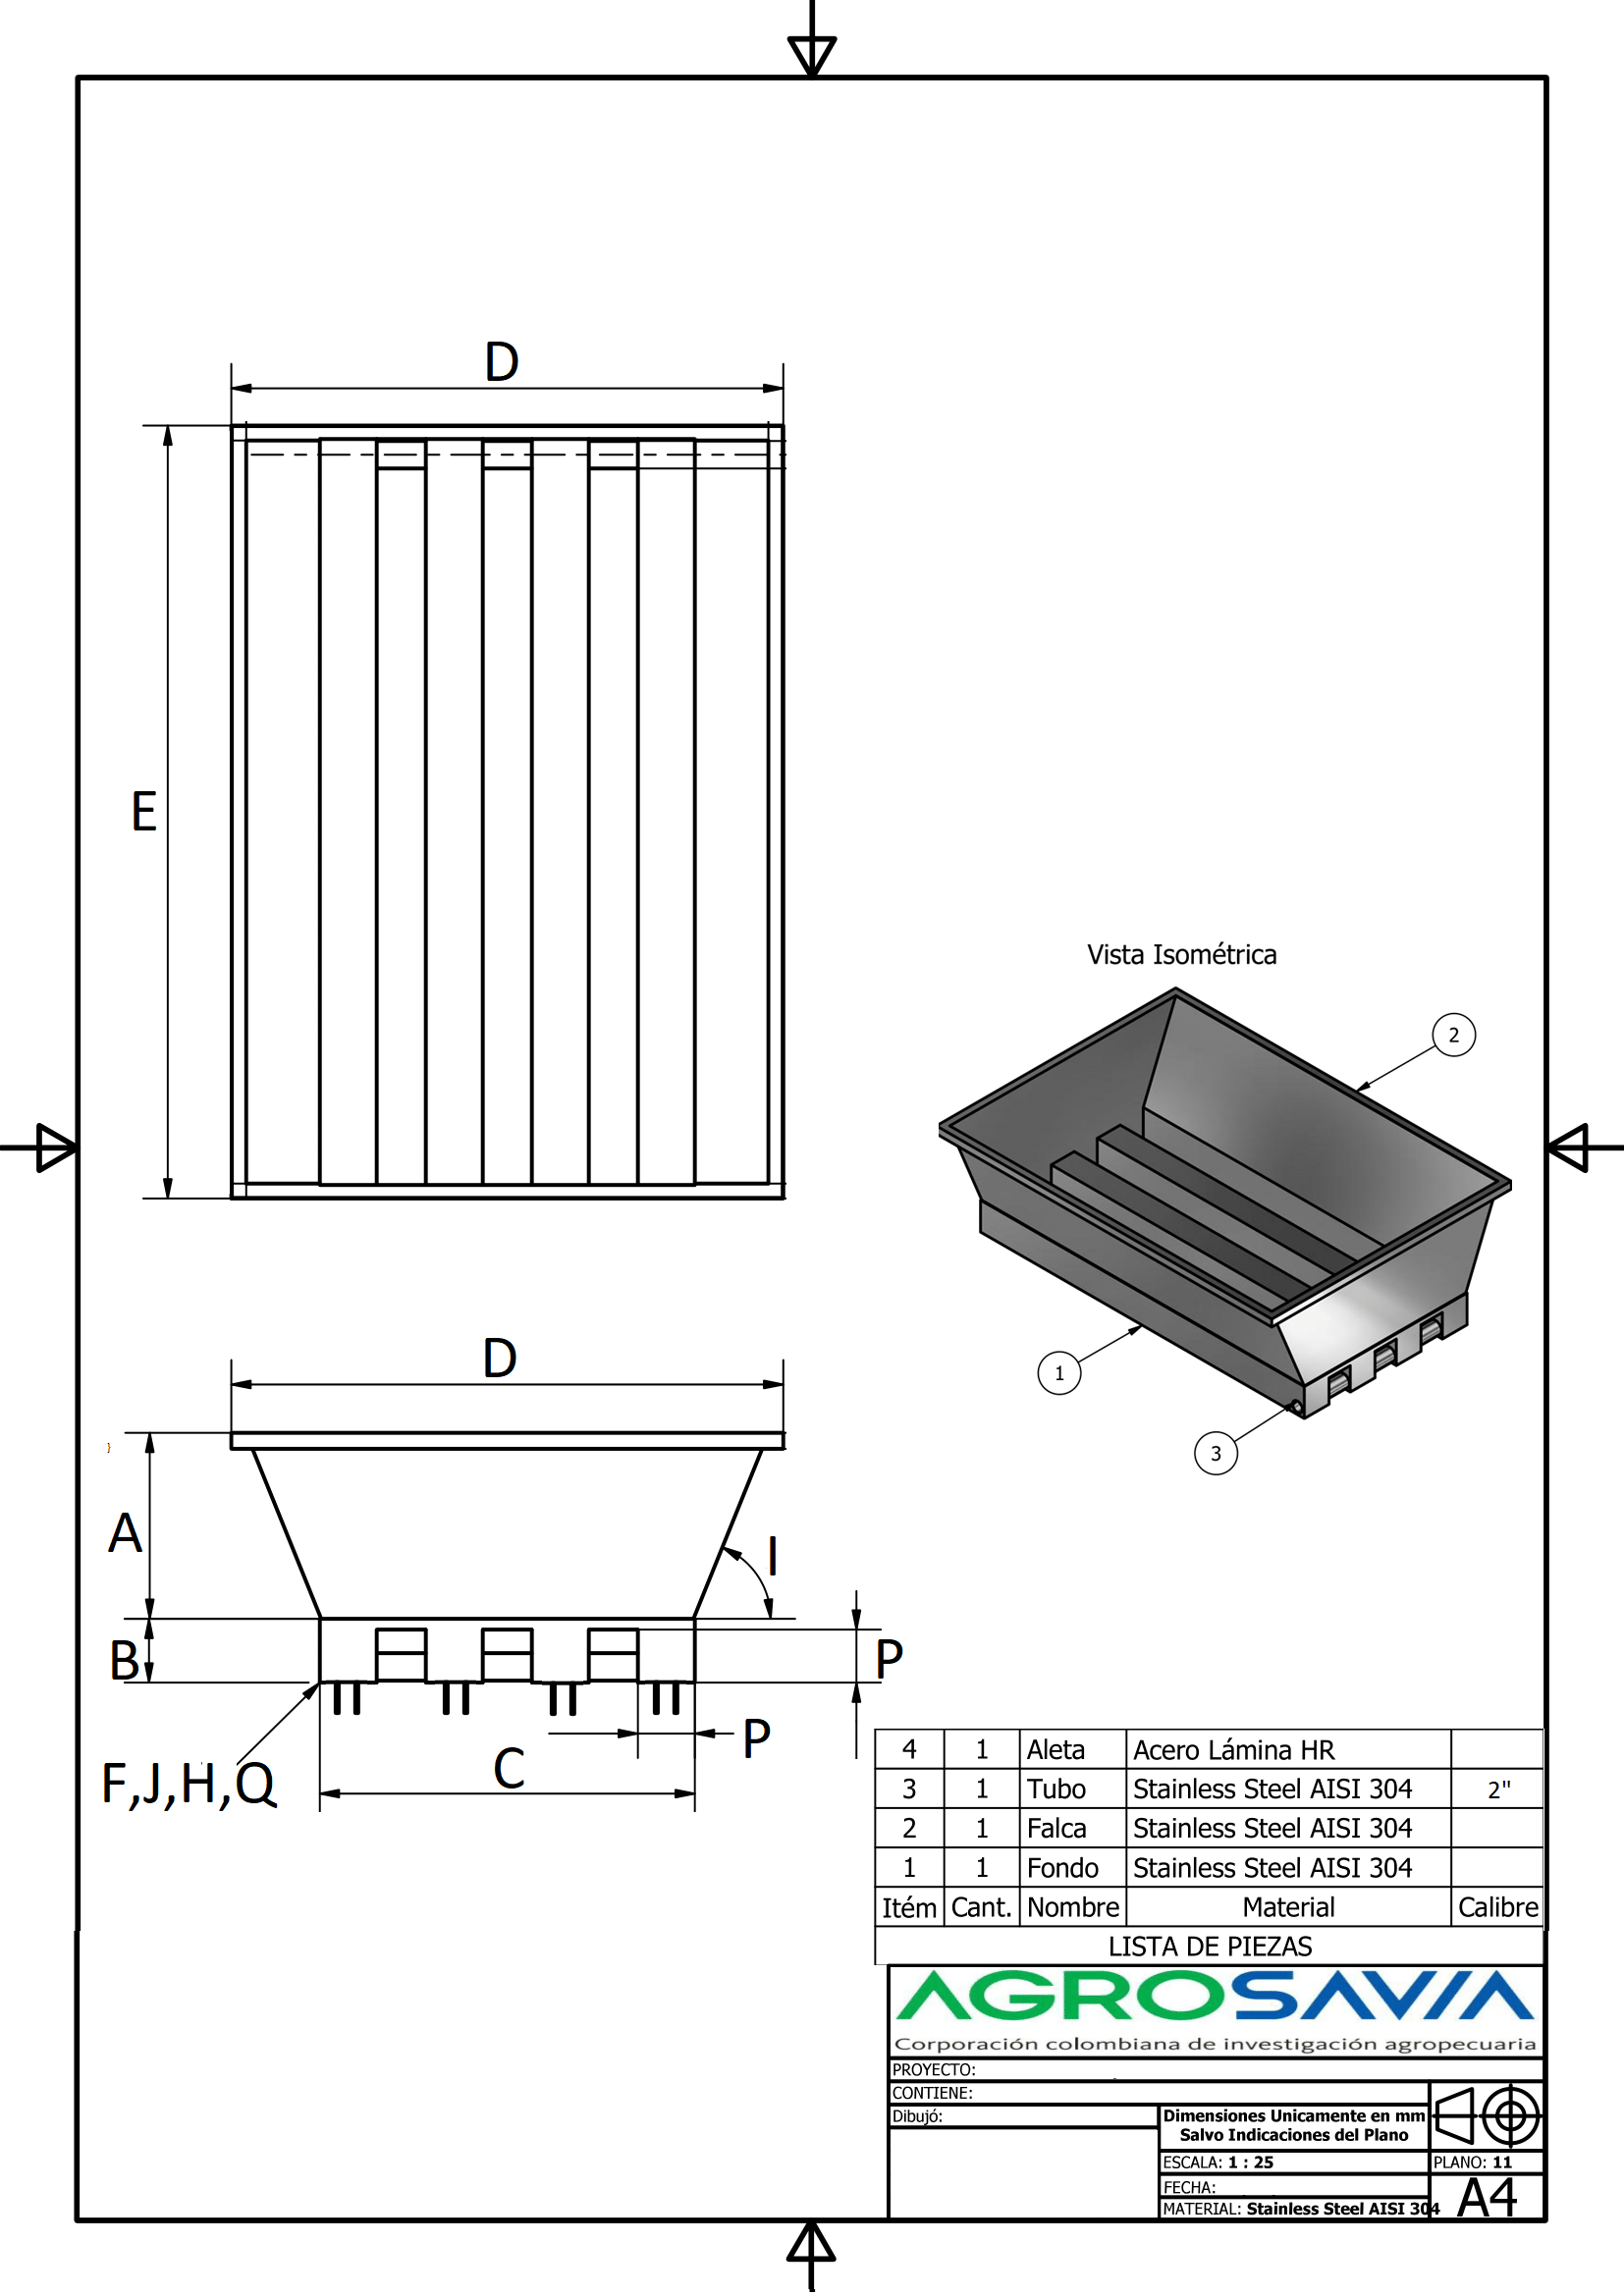 D
E
Vista Isométrica
2
1
3
D
A
I
B
P
P
C
F,J,H,Q
}
4 1 Aleta Acero Lámina HR
3 1 Tubo Stainless Steel AISI 304 2"
2 1 Falca Stainless Steel AISI 304
1 1 Fondo Stainless Steel AISI 304
Itém Cant. Nombre Material Calibre
LISTA DE PIEZAS
AGROSAVIA
Corporación colombiana de investigación agropecuaria
PROYECTO:
CONTIENE:
Dibujó:
Dimensiones Unicamente en mm
Salvo Indicaciones del Plano
ESCALA: 1 : 25
PLANO: 11
FECHA:
MATERIAL: Stainless Steel AISI 304
A4